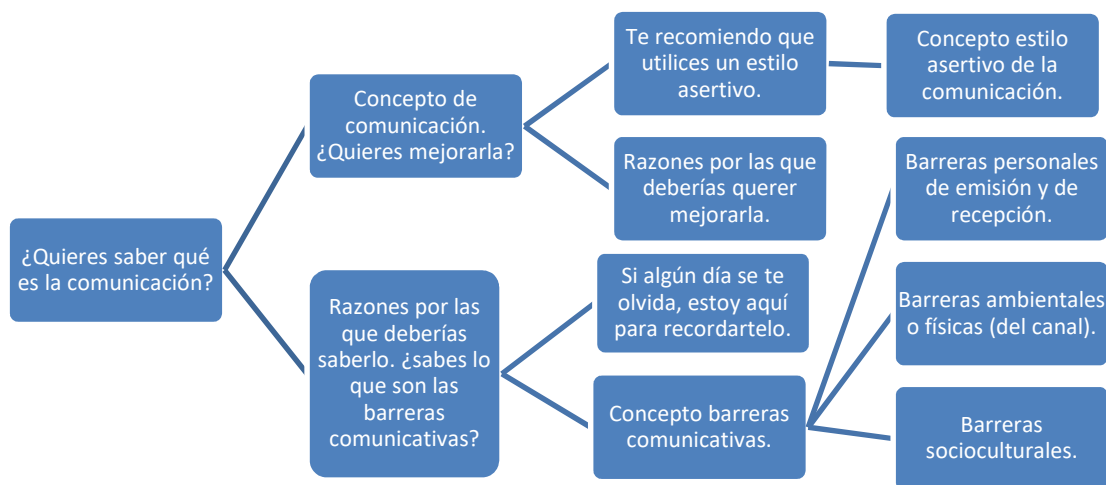 ¿Quieres saber qué
es la comunicación?
Concepto de
comunicación.
¿Quieres mejorarla?
Razones por las
que deberías
saberlo. ¿sabes lo
que son las
barreras
comunicativas?
Te recomiendo que
utilices un estilo
asertivo.
Razones por las que
deberías querer
mejorarla.
Si algún día se te
olvida, estoy aquí
para recordartelo.
Concepto barreras
comunicativas.
Concepto estilo
asertivo de la
comunicación.
Barreras personales
de emisión y de
recepción.
Barreras ambientales
o físicas (del canal).
Barreras
socioculturales.